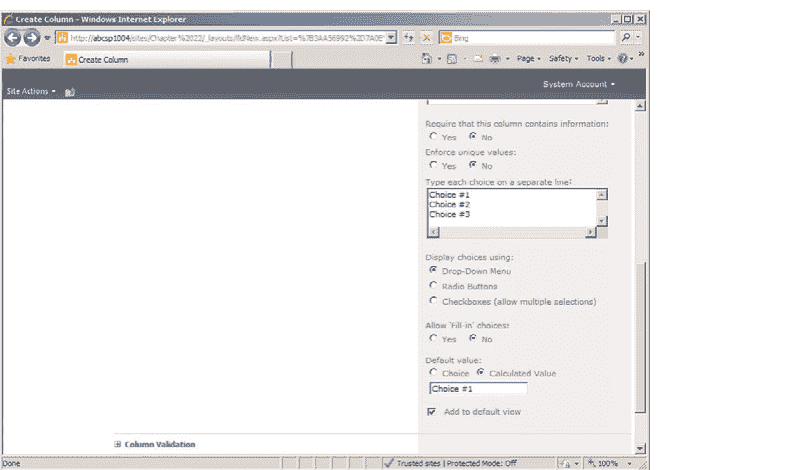 Create Column - Windows Internet Explorer
Bing
Favorites
Create Column
Page
Safety
Tools
Site Actions
System Account
Require that this column contains information:
Yes No
Enforce unique values:
Yes No
Type each choice on a separate line:
Choice #1
Choice #2
Choice #3
Display choices using:
Drop-Down Menu
Radio Buttons
Checkboxes (allow multiple selections)
Allow 'Fill-in' choices:
Yes No
Default value:
Choice Calculated Value
Choice #1
Add to default view
Column Validation
Done
Trusted sites | Protected Mode: Off
100%